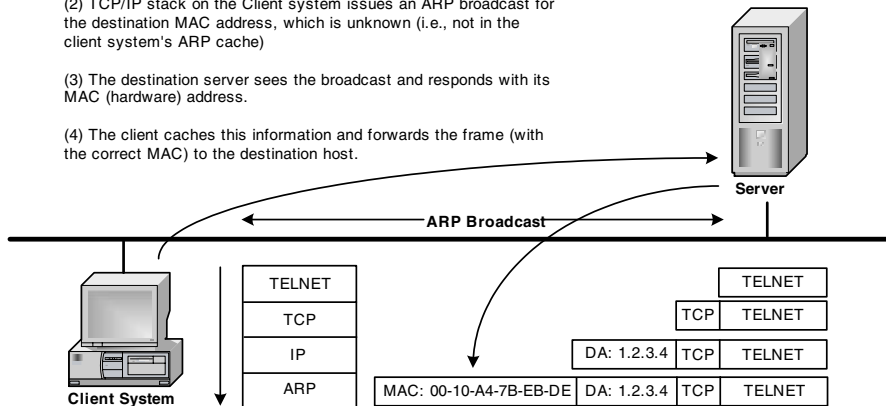 (2) TCP/IP stack on the Client system issues an ARP broadcast for
the destination MAC address, which is unknown (i.e., not in the
client system's ARP cache)
(3) The destination server sees the broadcast and responds with its
MAC (hardware) address.
(4) The client caches this information and forwards the frame (with
the correct MAC) to the destination host.
Server
ARP Broadcast
TELNET
TELNET
TCP
TCP TELNET
IP
DA: 1.2.3.4 TCP TELNET
ARP
MAC: 00-10-A4-7B-EB-DE DA: 1.2.3.4 TCP TELNET
Client System